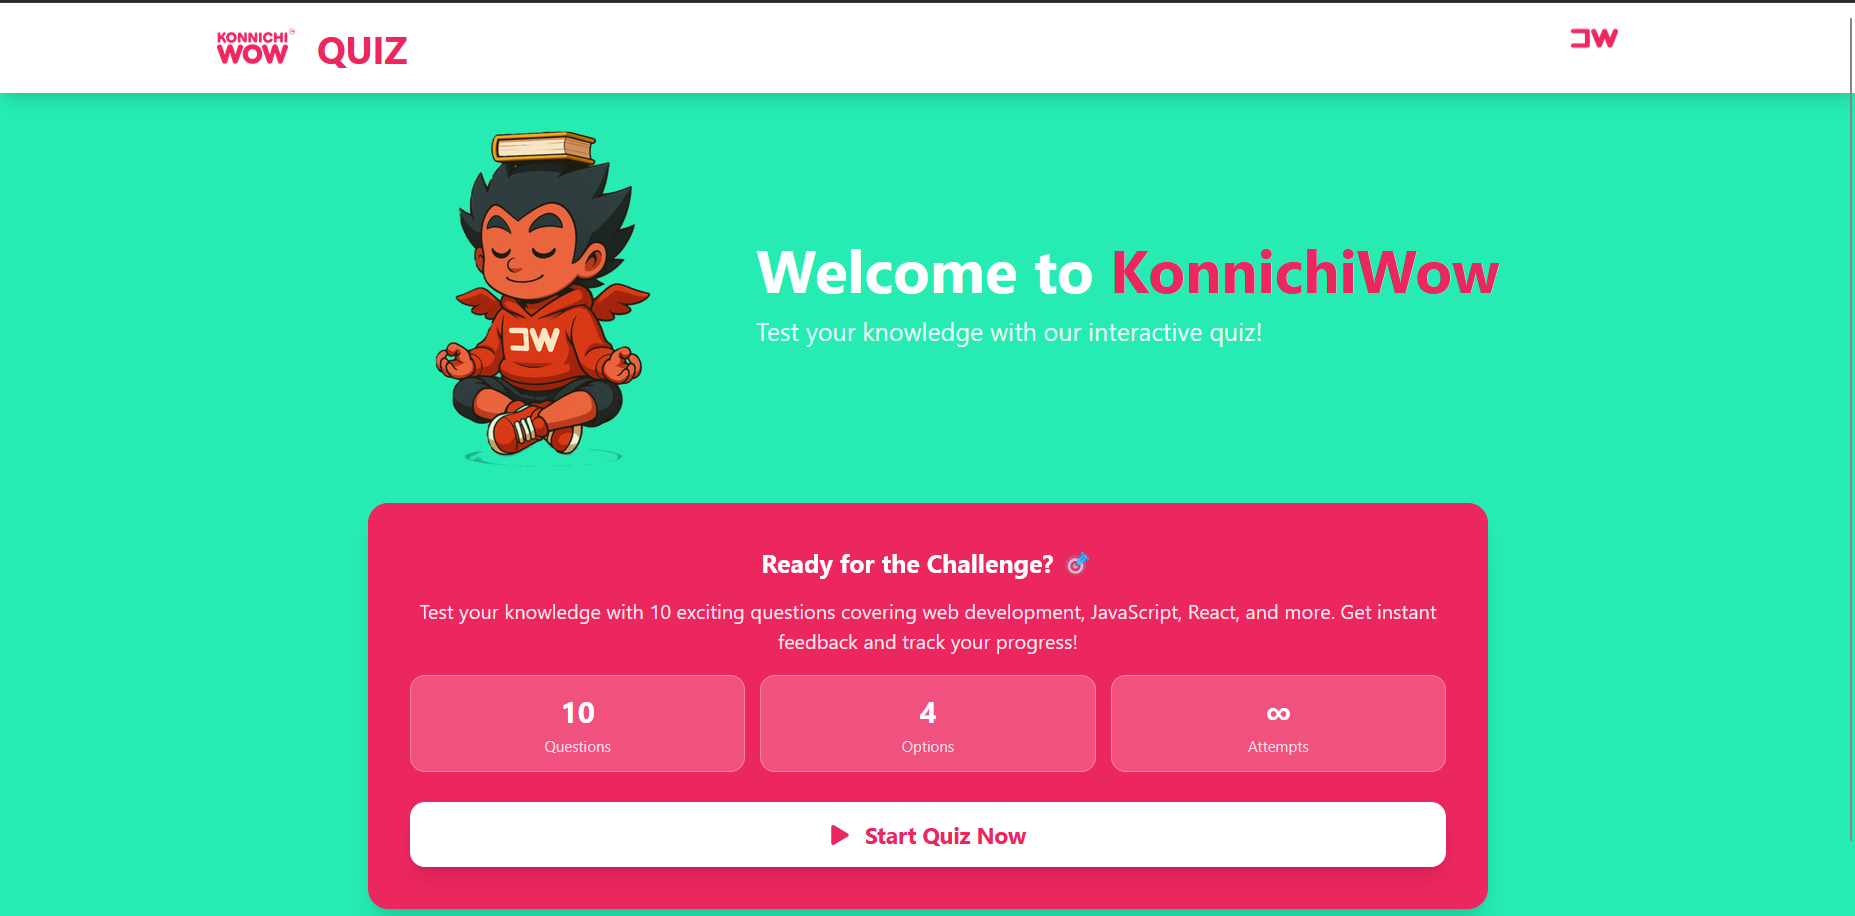 KONNICHI
WOW
QUIZ
ƆW
Welcome to KonnichiWow
Test your knowledge with our interactive quiz!
ƆW
Ready for the Challenge? 🎯
Test your knowledge with 10 exciting questions covering web development, JavaScript, React, and more. Get instant
feedback and track your progress!
10
Questions
4
Options
∞
Attempts
Start Quiz Now